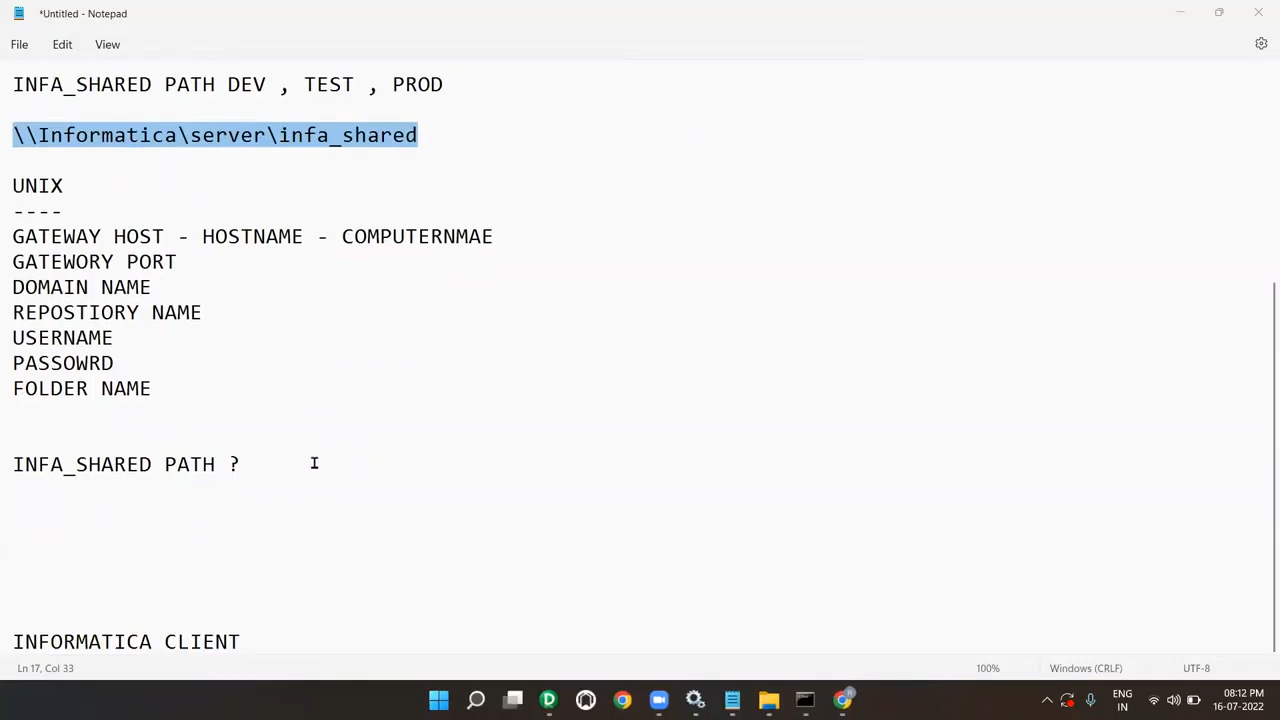 *Untitled - Notepad
File Edit View
INFA_SHARED PATH DEV , TEST , PROD
\\Informatica\server\infa_shared
UNIX
----
GATEWAY HOST - HOSTNAME - COMPUTERNMAE
GATEWORY PORT
DOMAIN NAME
REPOSTIORY NAME
USERNAME
PASSOWRD
FOLDER NAME
INFA_SHARED PATH ?
INFORMATICA CLIENT
Ln 17, Col 33 100% Windows (CRLF) UTF-8
ENG IN 08:12 PM
16-07-2022